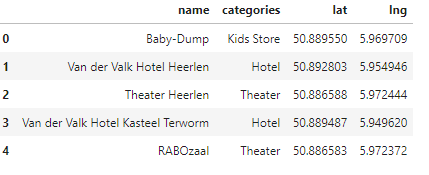 name categories lat lng
0 Baby-Dump Kids Store 50.889550 5.969709
1 Van der Valk Hotel Heerlen Hotel 50.892803 5.954946
2 Theater Heerlen Theater 50.886588 5.972444
3 Van der Valk Hotel Kasteel Terworm Hotel 50.889487 5.949620
4 RABOzaal Theater 50.886583 5.972372